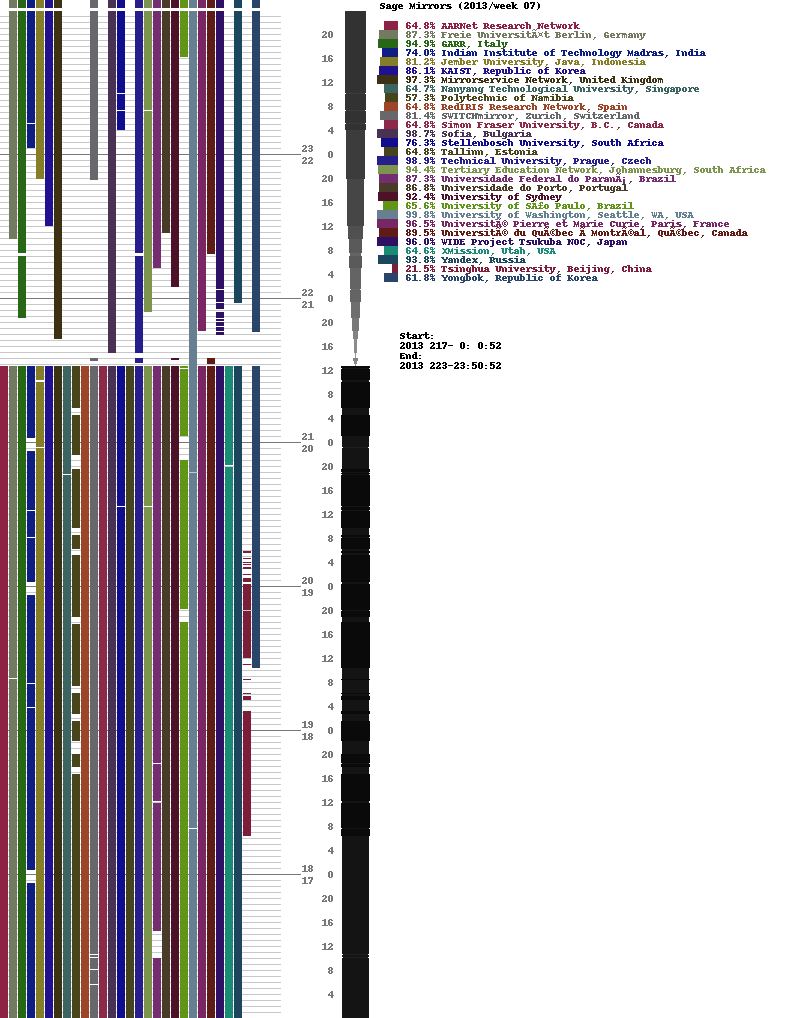 Sage Mirrors (2013/week 07)
64.8% AARNet Research Network
87.3% Freie UniversitÃ¤t Berlin, Germany
94.9% GARR, Italy
74.0% Indian Institute of Technology Madras, India
81.2% Jember University, Java, Indonesia
86.1% KAIST, Republic of Korea
97.3% Mirrorservice Network, United Kingdom
64.7% Nanyang Technological University, Singapore
57.3% Polytechnic of Namibia
64.8% RedIRIS Research Network, Spain
81.4% SWITCHmirror, Zurich, Switzerland
64.8% Simon Fraser University, B.C., Canada
98.7% Sofia, Bulgaria
76.3% Stellenbosch University, South Africa
64.8% Tallinn, Estonia
98.9% Technical University, Prague, Czech
94.4% Tertiary Education Network, Johannesburg, South Africa
87.3% Universidade Federal do ParanÃ¡, Brazil
86.8% Universidade do Porto, Portugal
92.4% University of Sydney
65.6% University of SÃ£o Paulo, Brazil
99.8% University of Washington, Seattle, WA, USA
96.5% UniversitÃ© Pierre et Marie Curie, Paris, France
89.5% UniversitÃ© du QuÃ©bec A MontrÃ©al, QuÃ©bec, Canada
96.0% WIDE Project Tsukuba NOC, Japan
64.6% XMission, Utah, USA
93.8% Yandex, Russia
21.5% Tsinghua University, Beijing, China
61.8% Yongbok, Republic of Korea
Start:
2013 217- 0: 0:52
End:
2013 223-23:50:52
20
16
12
8
4
23
0
22
20
16
12
8
4
22
0
21
20
16
12
8
4
21
0
20
20
16
12
8
4
20
0
19
20
16
12
8
4
19
0
18
20
16
12
8
4
18
0
17
20
16
12
8
4